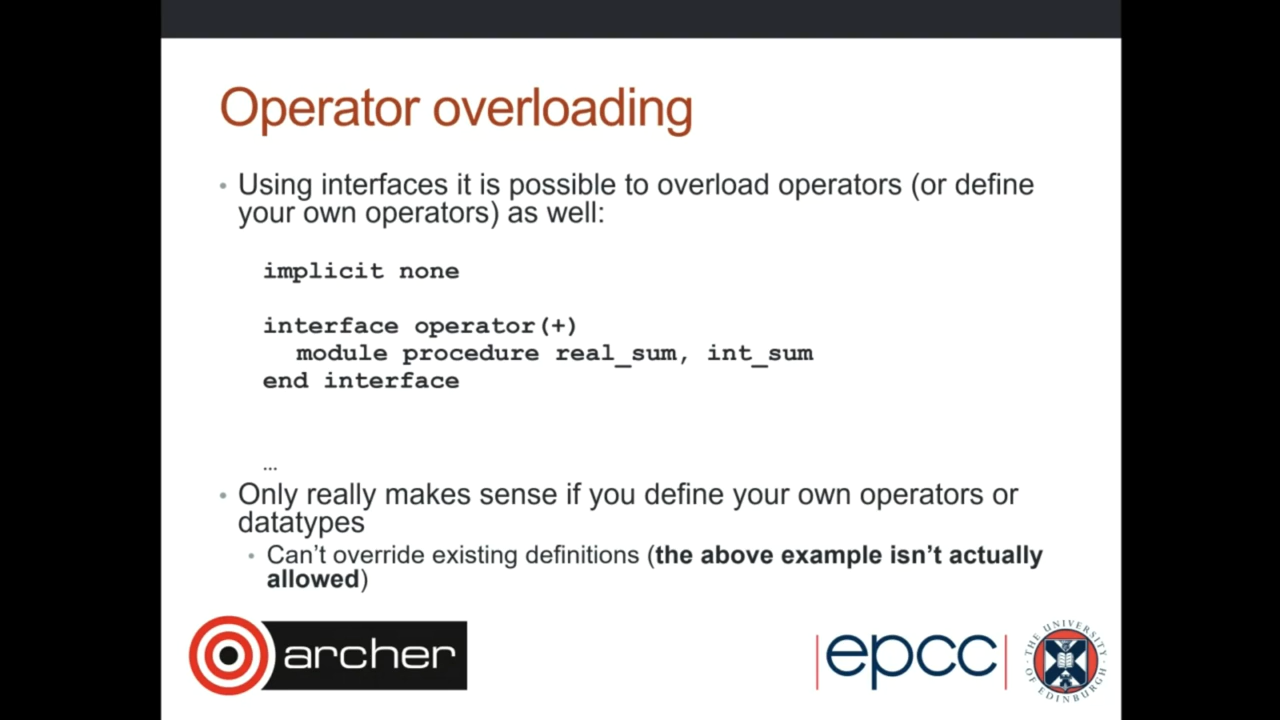 Operator overloading
• Using interfaces it is possible to overload operators (or define
your own operators) as well:
implicit none
interface operator(+)
module procedure real_sum, int_sum
end interface
...
• Only really makes sense if you define your own operators or
datatypes
• Can't override existing definitions (the above example isn't actually
allowed)
archer
epcc
THE UNIVERSITY OF EDINBURGH